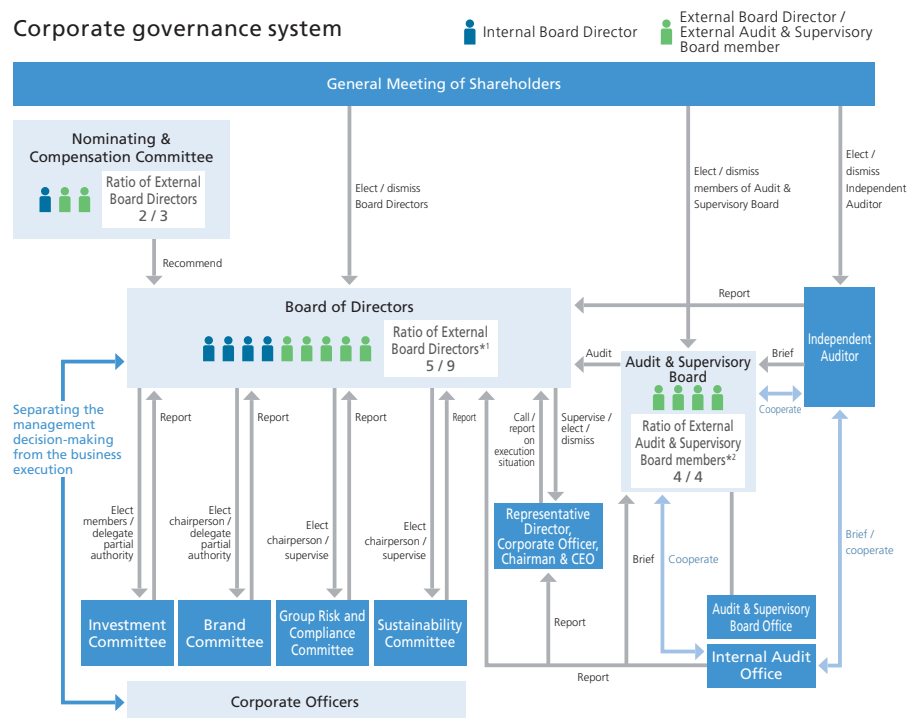 Corporate governance system
Internal Board Director
External Board Director /
External Audit & Supervisory
Board member
General Meeting of Shareholders
Nominating &
Compensation Committee
Ratio of External
Board Directors
2 / 3
Elect / dismiss
Board Directors
Elect / dismiss
members of Audit &
Supervisory Board
Elect /
dismiss
Independent
Auditor
Recommend
Board of Directors
Ratio of External
Board Directors*1
5 / 9
Report
Independent
Auditor
Audit
Brief
Audit & Supervisory
Board
Cooperate
Ratio of External
Audit & Supervisory
Board members*2
4 / 4
Separating the
management
decision-making
from the business
execution
Report
Report
Report
Report
Call /
report
on
execution
situation
Supervise /
elect /
dismiss
Elect
members /
delegate
partial
authority
Elect
chairperson /
delegate
partial
authority
Elect
chairperson /
supervise
Elect
chairperson /
supervise
Representative
Director,
Corporate Officer,
Chairman & CEO
Brief
Cooperate
Brief /
cooperate
Investment
Committee
Brand
Committee
Group Risk and
Compliance
Committee
Sustainability
Committee
Report
Audit & Supervisory
Board Office
Internal Audit
Office
Report
Corporate Officers